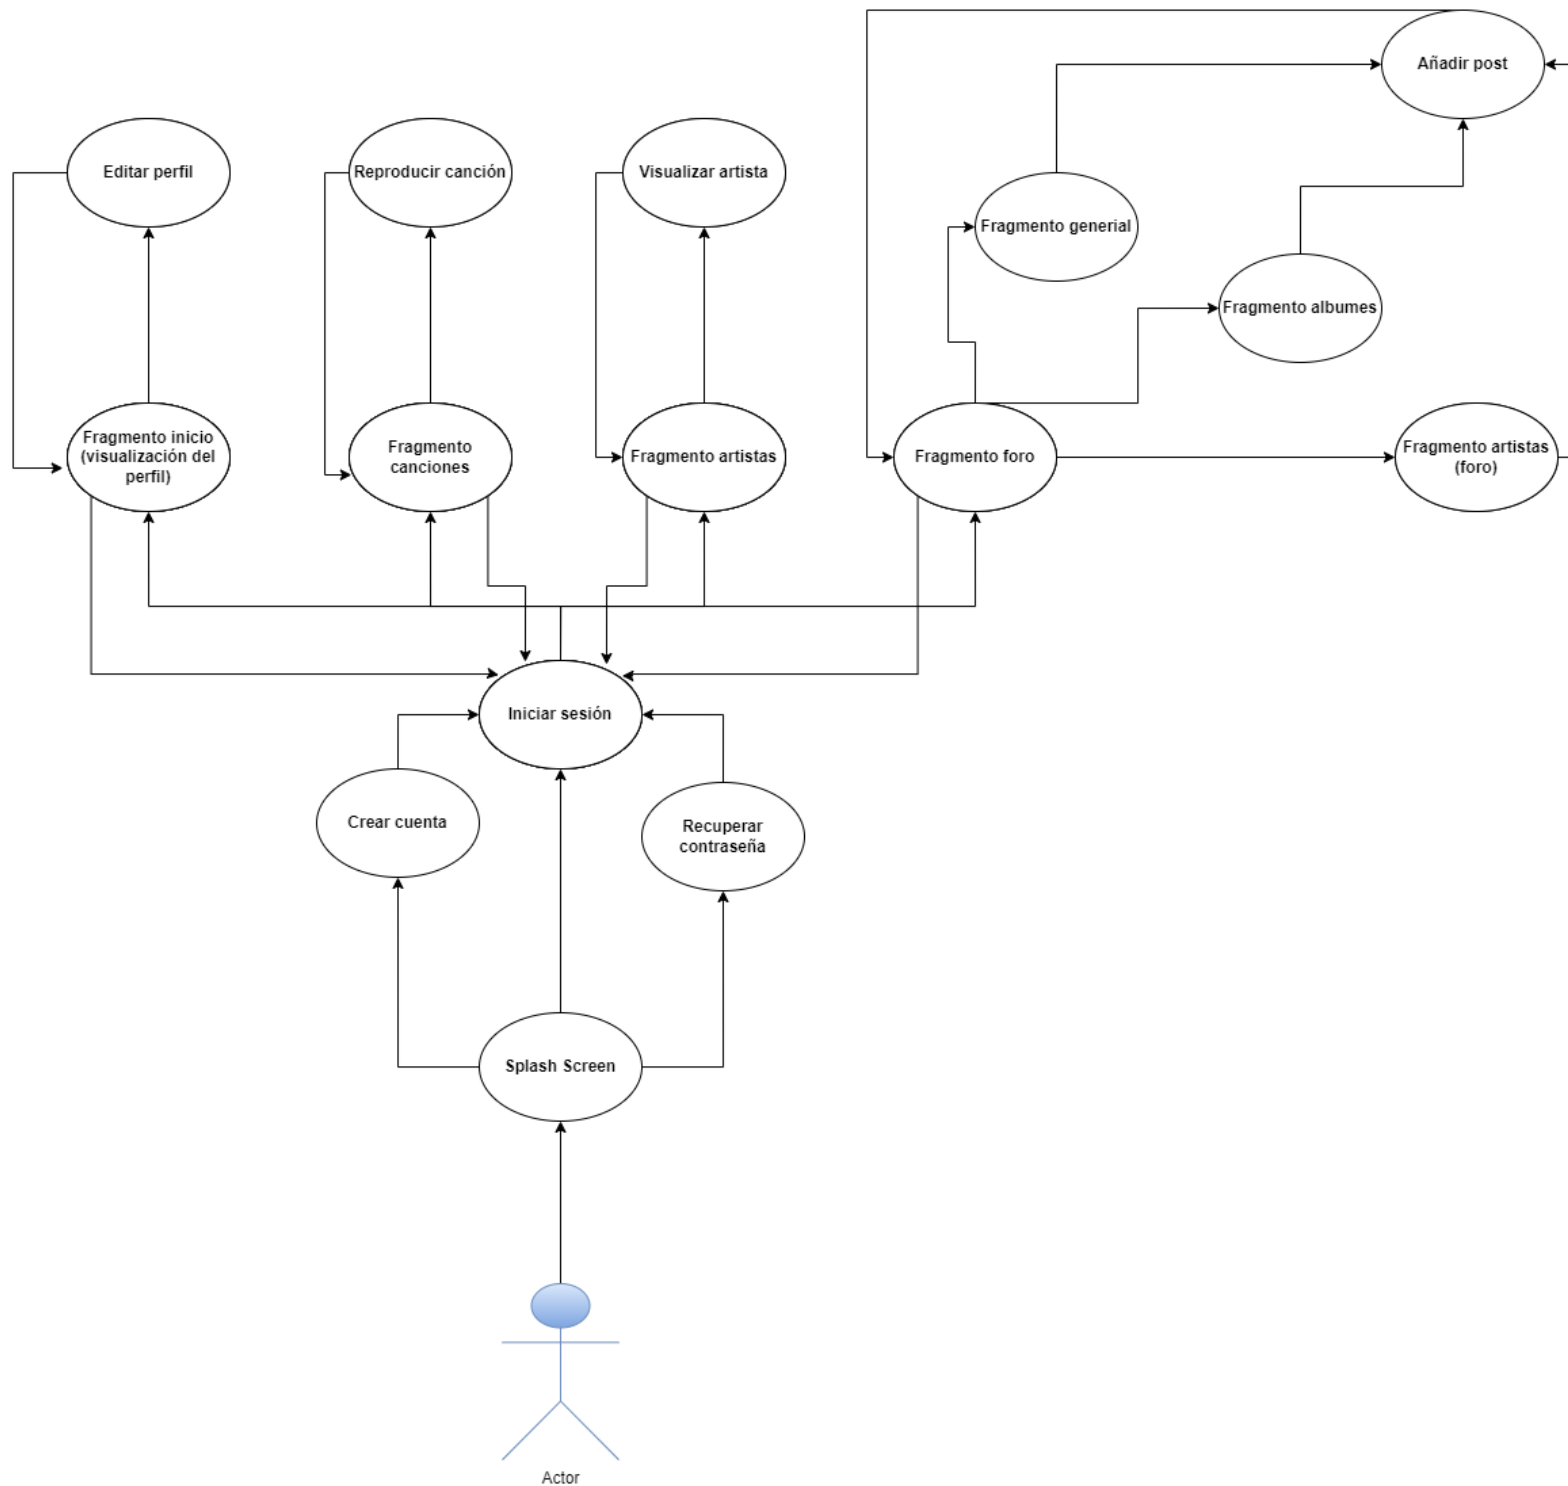 Añadir post
Editar perfil
Reproducir canción
Visualizar artista
Fragmento generial
Fragmento albumes
Fragmento inicio
(visualización del
perfil)
Fragmento
canciones
Fragmento artistas
Fragmento foro
Fragmento artistas
(foro)
Iniciar sesión
Crear cuenta
Recuperar
contraseña
Splash Screen
Actor